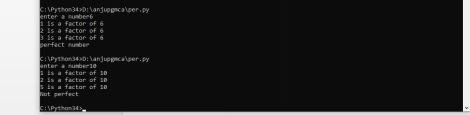 C:\Python34>D:\anjupgmca\per.py
enter a number6
1 is a factor of 6
2 is a factor of 6
3 is a factor of 6
perfect number
C:\Python34>D:\anjupgmca\per.py
enter a number10
1 is a factor of 10
2 is a factor of 10
5 is a factor of 10
Not perfect
C:\Python34>